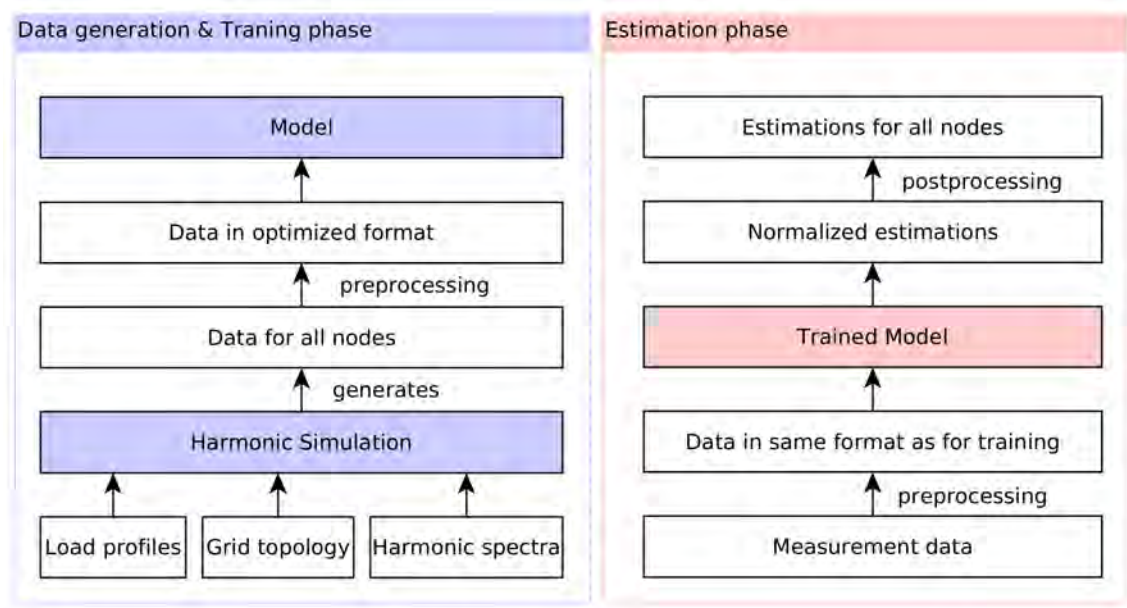 Data generation & Traning phase
Model
Data in optimized format
preprocessing
Data for all nodes
generates
Harmonic Simulation
Load profiles
Grid topology
Harmonic spectra
Estimation phase
Estimations for all nodes
postprocessing
Normalized estimations
Trained Model
Data in same format as for training
preprocessing
Measurement data